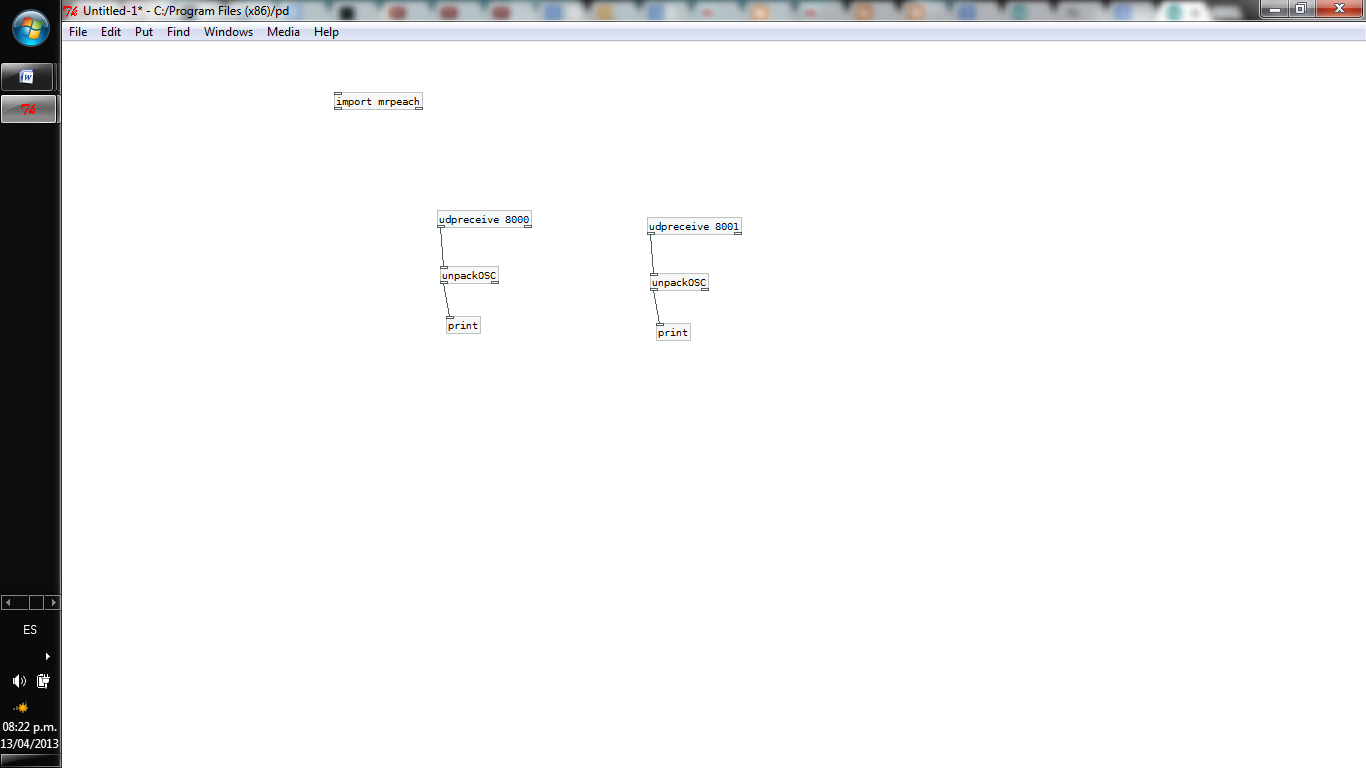 Untitled-1* - C:/Program Files (x86)/pd
File Edit Put Find Windows Media Help
import mrpeach
udpreceive 8000
unpackOSC
print
udpreceive 8001
unpackOSC
print
ES
08:22 p.m.
13/04/2013